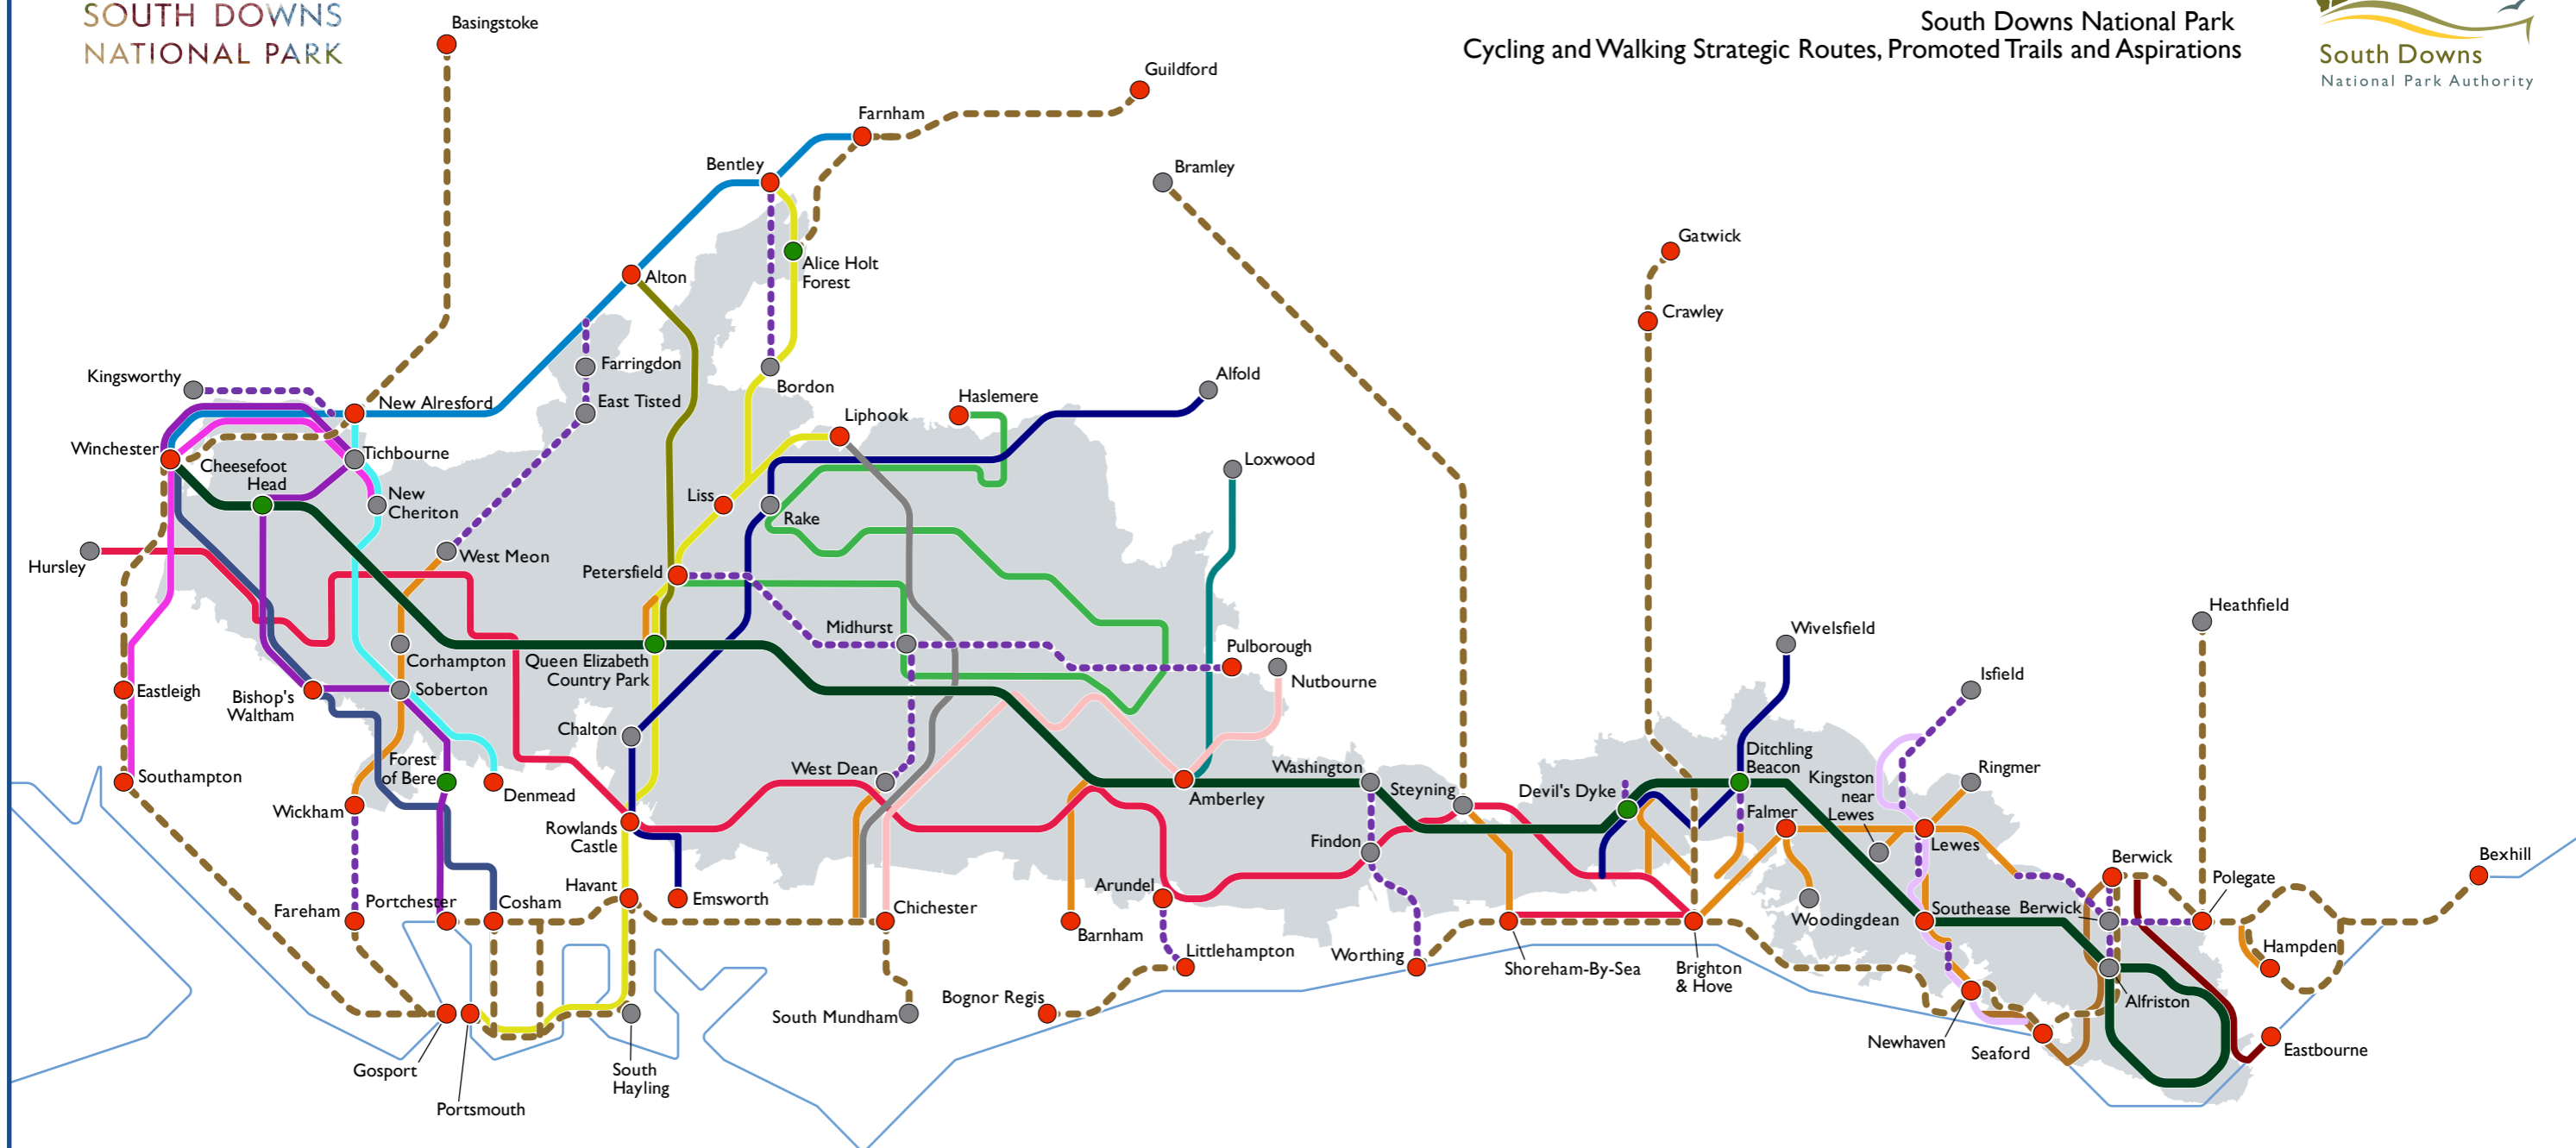 SOUTH DOWNS
NATIONAL PARK
South Downs National Park
Cycling and Walking Strategic Routes, Promoted Trails and Aspirations
South Downs
National Park Authority
Basingstoke
Guildford
Farnham
Bentley
Bramley
Gatwick
Alice Holt
Forest
Alton
Crawley
Farringdon
Kingsworthy
Bordon
Alfold
East Tisted
Haslemere
New Alresford
Liphook
Winchester
Tichbourne
Loxwood
Cheesefoot
Head
New
Cheriton
Liss
Rake
West Meon
Hursley
Petersfield
Heathfield
Midhurst
Wivelsfield
Pulborough
Corhampton
Queen Elizabeth
Country Park
Nutbourne
Isfield
Eastleigh
Bishop's
Waltham
Soberton
Chalton
Ditchling
Beacon
Forest
of Bere
West Dean
Washington
Kingston
near
Lewes
Ringmer
Southampton
Denmead
Amberley
Steyning
Devil's Dyke
Wickham
Falmer
Rowlands
Castle
Findon
Lewes
Berwick
Bexhill
Havant
Emsworth
Arundel
Polegate
Fareham
Portchester
Cosham
Chichester
Woodingdean
Southease
Berwick
Barnham
Hampden
Littlehampton
Worthing
Shoreham-By-Sea
Brighton
& Hove
Bognor Regis
South Mundham
Alfriston
Newhaven
Seaford
Eastbourne
Gosport
South
Hayling
Portsmouth